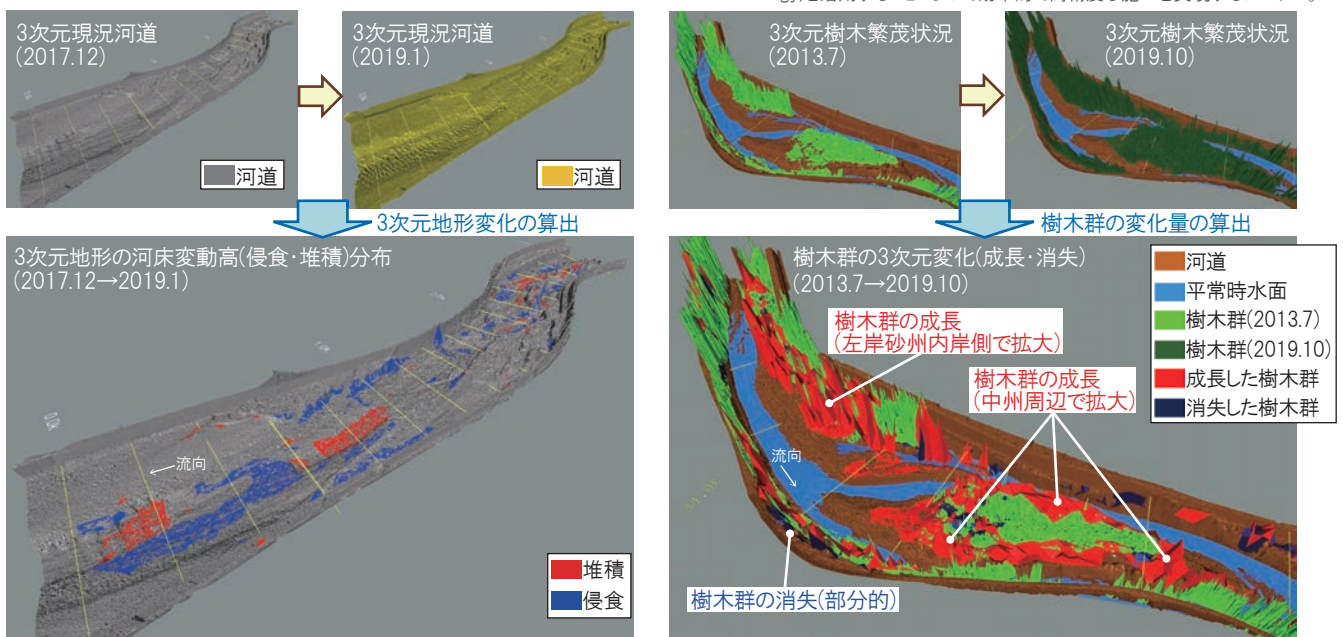 3次元現況河道
(2017.12)
河道
3次元現況河道
(2019.1)
河道
3次元地形変化の算出
3次元地形の河床変動高(侵食・堆積)分布
(2017.12→2019.1)
流向
堆積
侵食
3次元樹木繁茂状況
(2013.7)
3次元樹木繁茂状況
(2019.10)
樹木群の変化量の算出
樹木群の3次元変化(成長・消失)
(2013.7→2019.10)
樹木群の成長
(左岸砂州内岸側で拡大)
樹木群の成長
(中州周辺で拡大)
流向
樹木群の消失(部分的)
河道
平常時水面
樹木群(2013.7)
樹木群(2019.10)
成長した樹木群
消失した樹木群